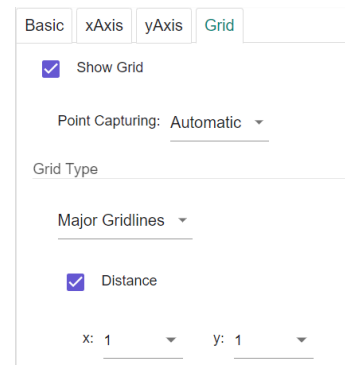 Basic xAxis yAxis Grid
Show Grid
Point Capturing: Automatic
Grid Type
Major Gridlines
Distance
x: 1 y: 1